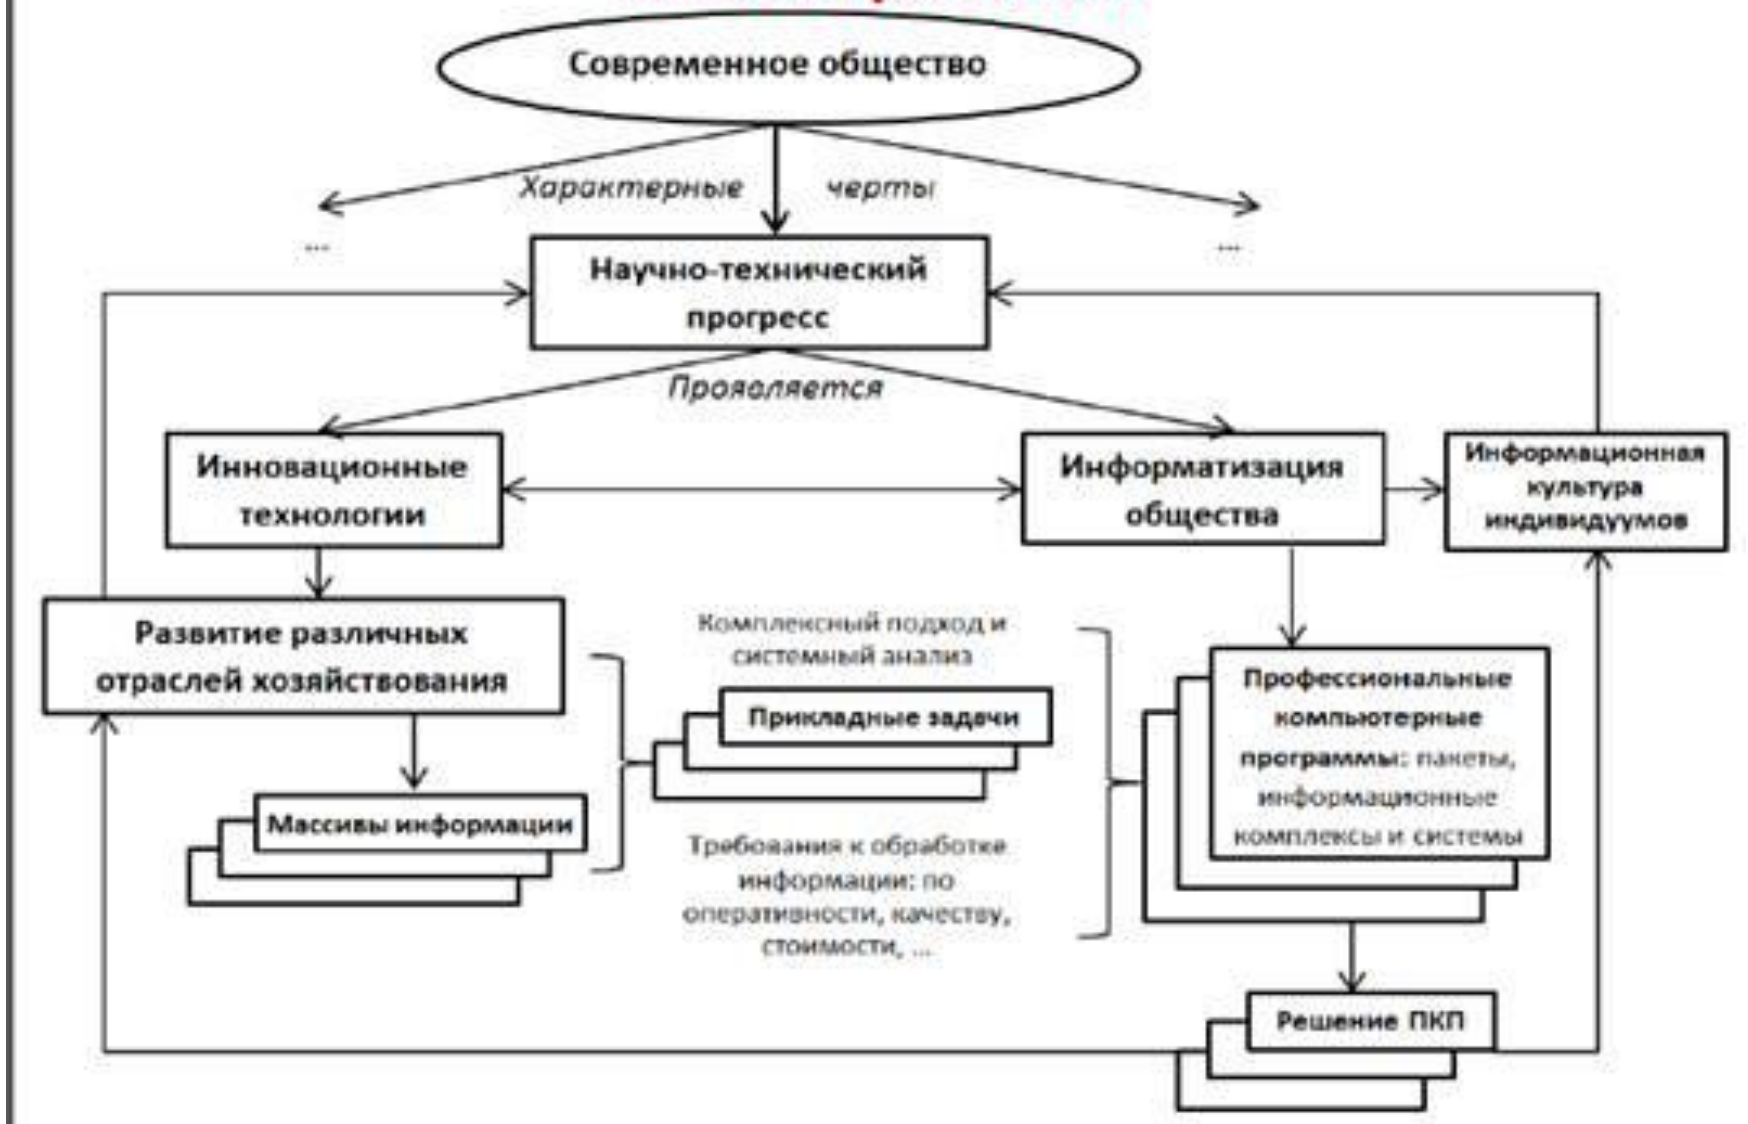 Современное общество
Характерные черты
...
...
Научно-технический
прогресс
Проявляется
Инновационные
технологии
Информатизация
общества
Информационная
культура
индивидуумов
Развитие различных
отраслей хозяйствования
Комплексный подход и
системный анализ
Прикладные задачи
Профессиональные
компьютерные
программы: пакеты,
информационные
комплексы и системы
Массивы информации
Требования к обработке
информации: по
оперативности, качеству,
стоимости, ...
Решение ПКП